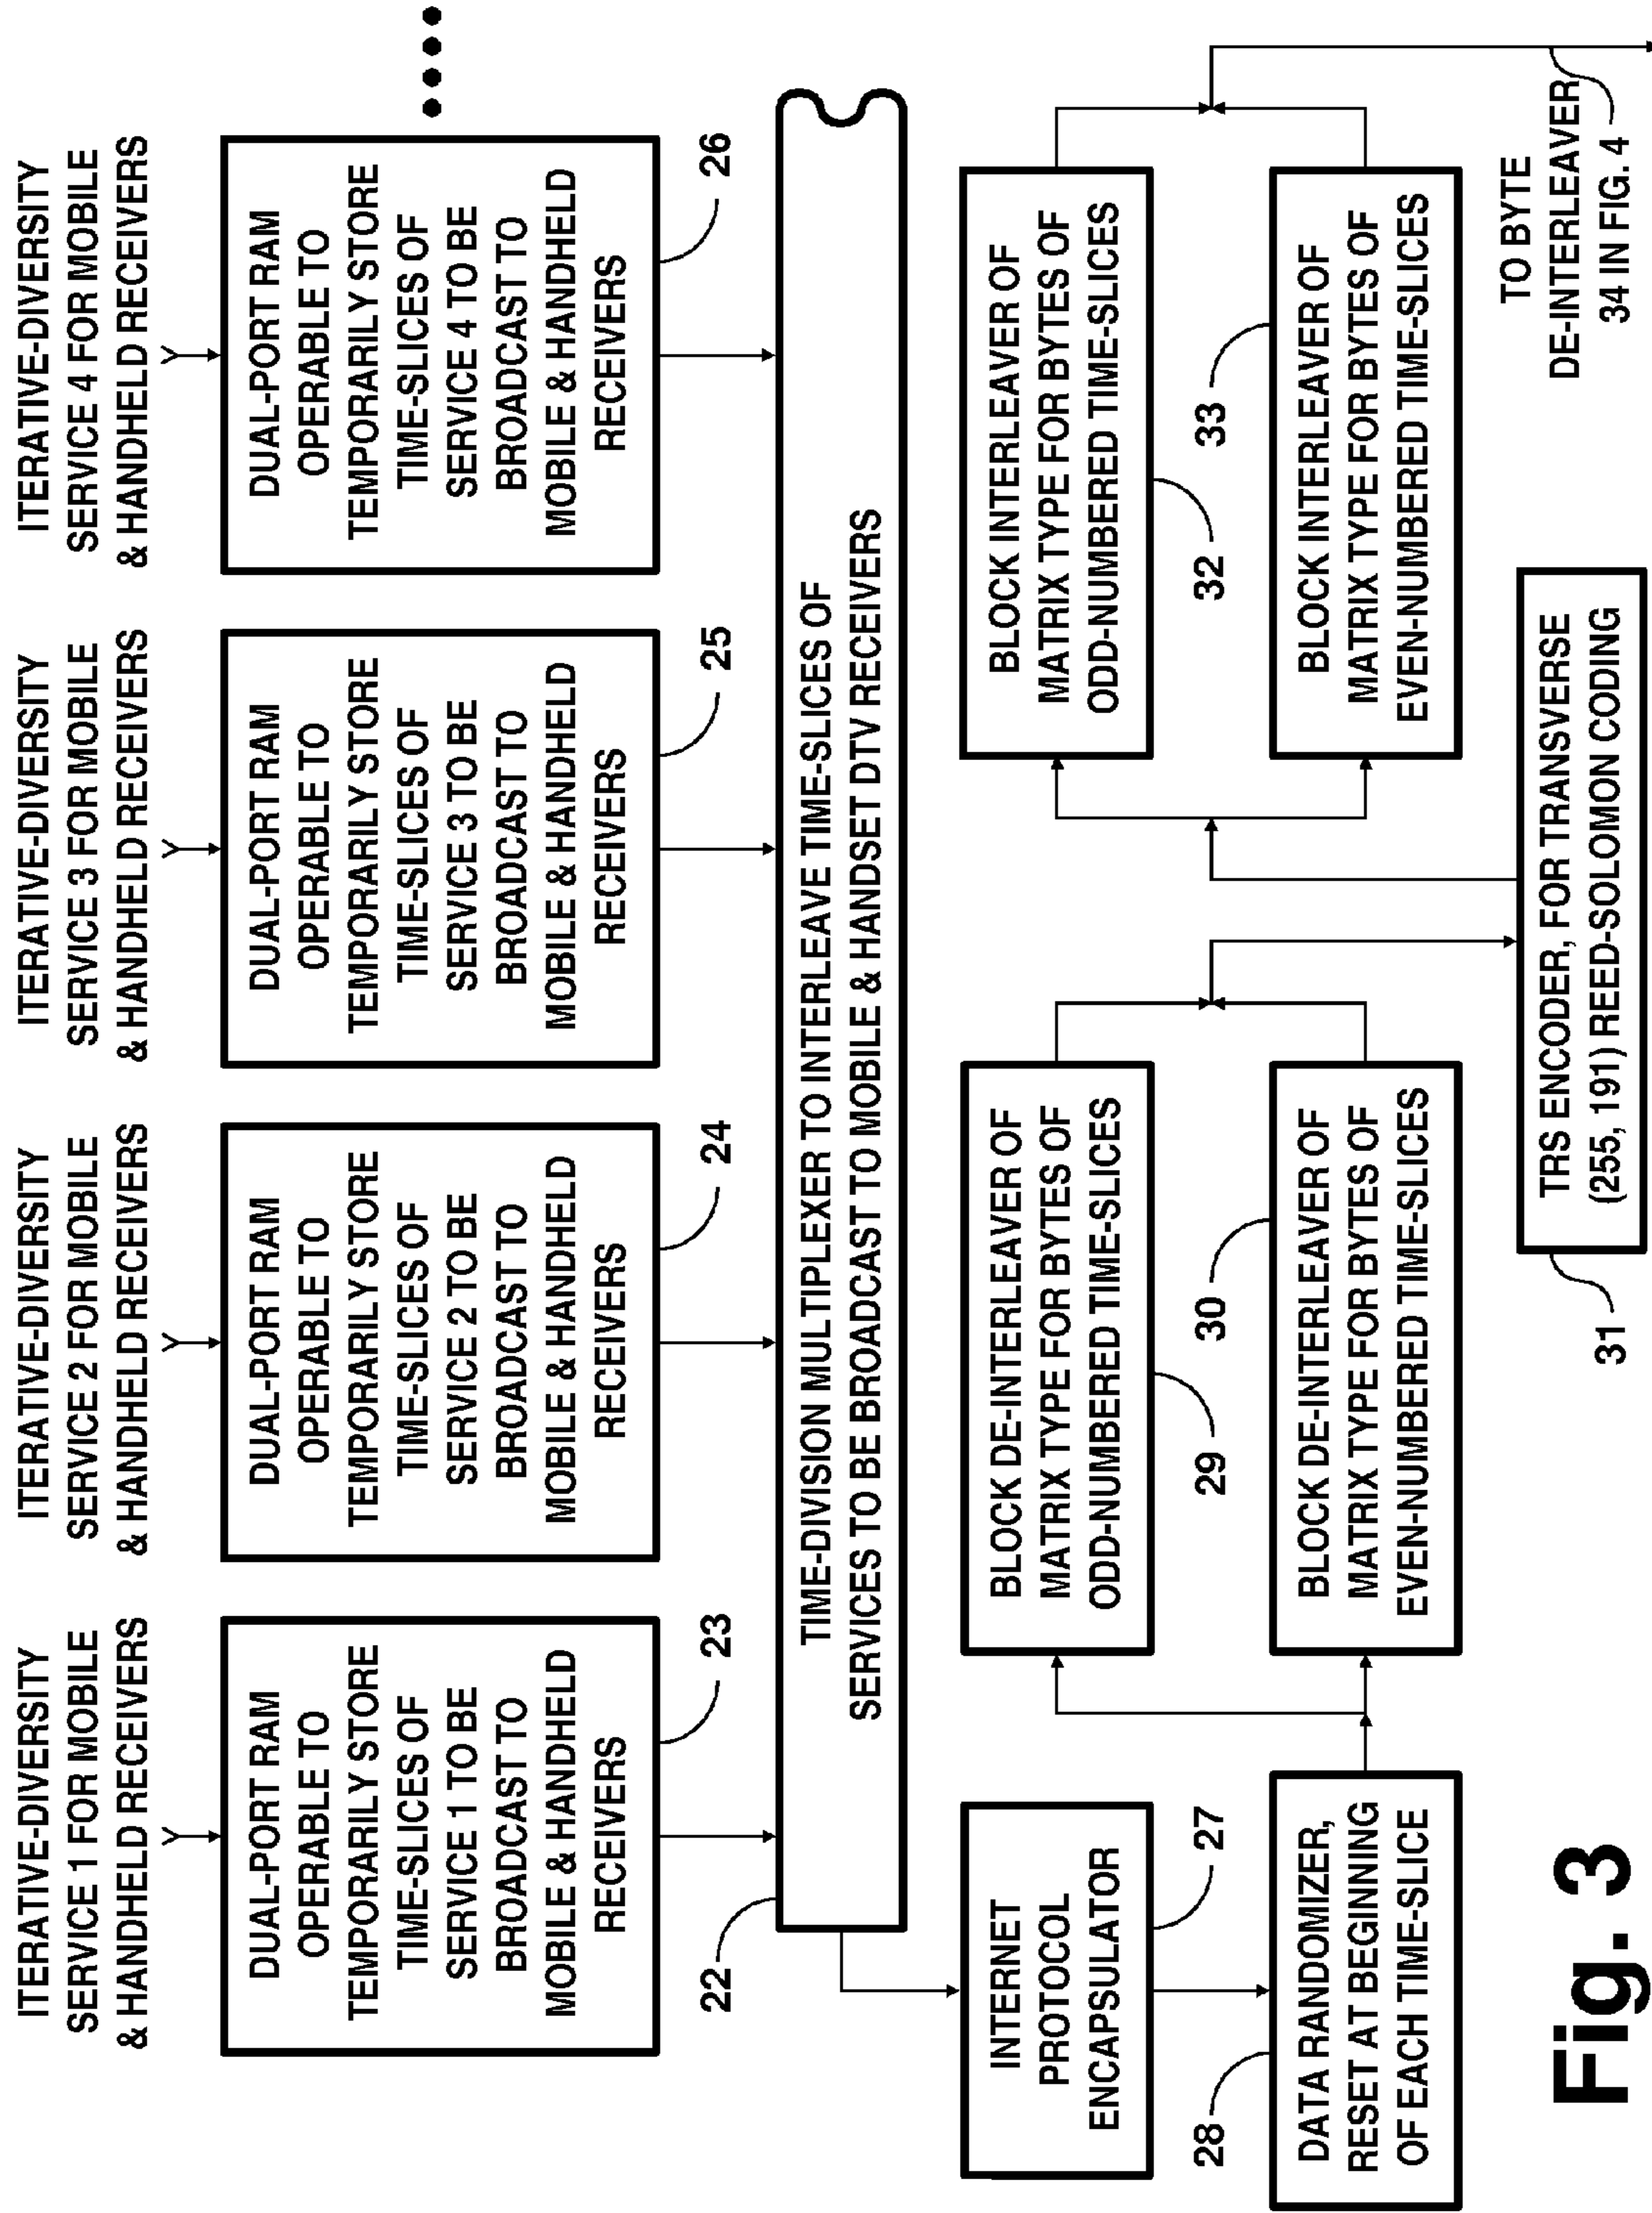 ITERATIVE-DIVERSITY
SERVICE 1 FOR MOBILE
& HANDHELD RECEIVERS
ITERATIVE-DIVERSITY
SERVICE 2 FOR MOBILE
& HANDHELD RECEIVERS
ITERATIVE-DIVERSITY
SERVICE 3 FOR MOBILE
& HANDHELD RECEIVERS
ITERATIVE-DIVERSITY
SERVICE 4 FOR MOBILE
& HANDHELD RECEIVERS
DUAL-PORT RAM
OPERABLE TO
TEMPORARILY STORE
TIME-SLICES OF
SERVICE 1 TO BE
BROADCAST TO
MOBILE & HANDHELD
RECEIVERS
23
DUAL-PORT RAM
OPERABLE TO
TEMPORARILY STORE
TIME-SLICES OF
SERVICE 2 TO BE
BROADCAST TO
MOBILE & HANDHELD
RECEIVERS
24
DUAL-PORT RAM
OPERABLE TO
TEMPORARILY STORE
TIME-SLICES OF
SERVICE 3 TO BE
BROADCAST TO
MOBILE & HANDHELD
RECEIVERS
25
DUAL-PORT RAM
OPERABLE TO
TEMPORARILY STORE
TIME-SLICES OF
SERVICE 4 TO BE
BROADCAST TO
MOBILE & HANDHELD
RECEIVERS
26
22
TIME-DIVISION MULTIPLEXER TO INTERLEAVE TIME-SLICES OF
SERVICES TO BE BROADCAST TO MOBILE & HANDSET DTV RECEIVERS
INTERNET
PROTOCOL
ENCAPSULATOR
27
28
DATA RANDOMIZER,
RESET AT BEGINNING
OF EACH TIME-SLICE
BLOCK DE-INTERLEAVER OF
MATRIX TYPE FOR BYTES OF
ODD-NUMBERED TIME-SLICES
29
30
BLOCK DE-INTERLEAVER OF
MATRIX TYPE FOR BYTES OF
EVEN-NUMBERED TIME-SLICES
31
TRS ENCODER, FOR TRANSVERSE
(255, 191) REED-SOLOMON CODING
BLOCK INTERLEAVER OF
MATRIX TYPE FOR BYTES OF
ODD-NUMBERED TIME-SLICES
32
33
BLOCK INTERLEAVER OF
MATRIX TYPE FOR BYTES OF
EVEN-NUMBERED TIME-SLICES
TO BYTE
DE-INTERLEAVER
34 IN FIG. 4
Fig. 3